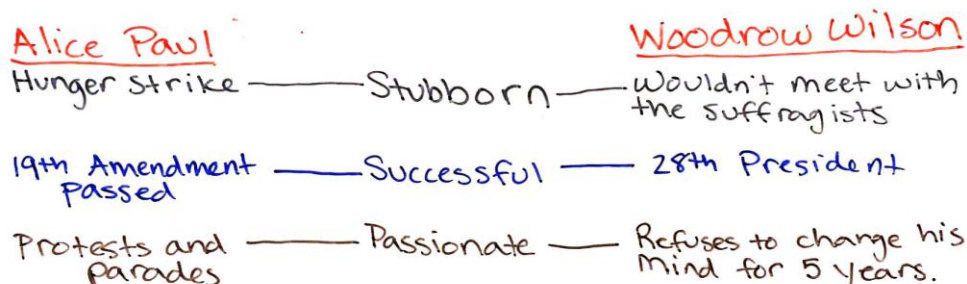 Alice Paul Woodrow Wilson
Hunger Strike Stubborn Wouldn't meet with
the suffragists
19th Amendment Successful 28th President
Passed
Protests and Passionate Refuses to change his
parades Mind for 5 years.